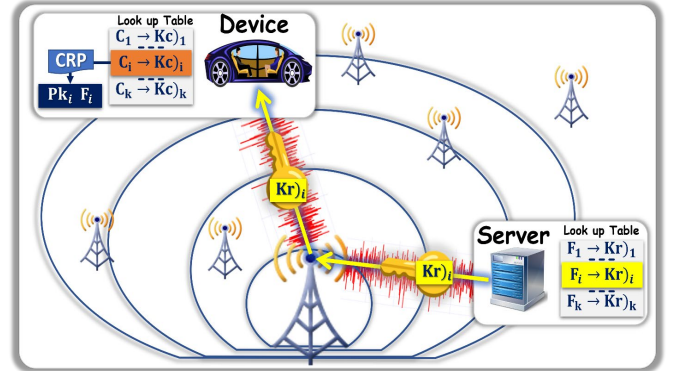 Look up Table
C₁ → Kc)₁
Cᵢ → Kc)ᵢ
Cₖ → Kc)ₖ
CRP
Pkᵢ Fᵢ
Device
Kr)ᵢ
Kr)ᵢ
Server
Look up Table
F₁ → Kr)₁
Fᵢ → Kr)ᵢ
Fₖ → Kr)ₖ